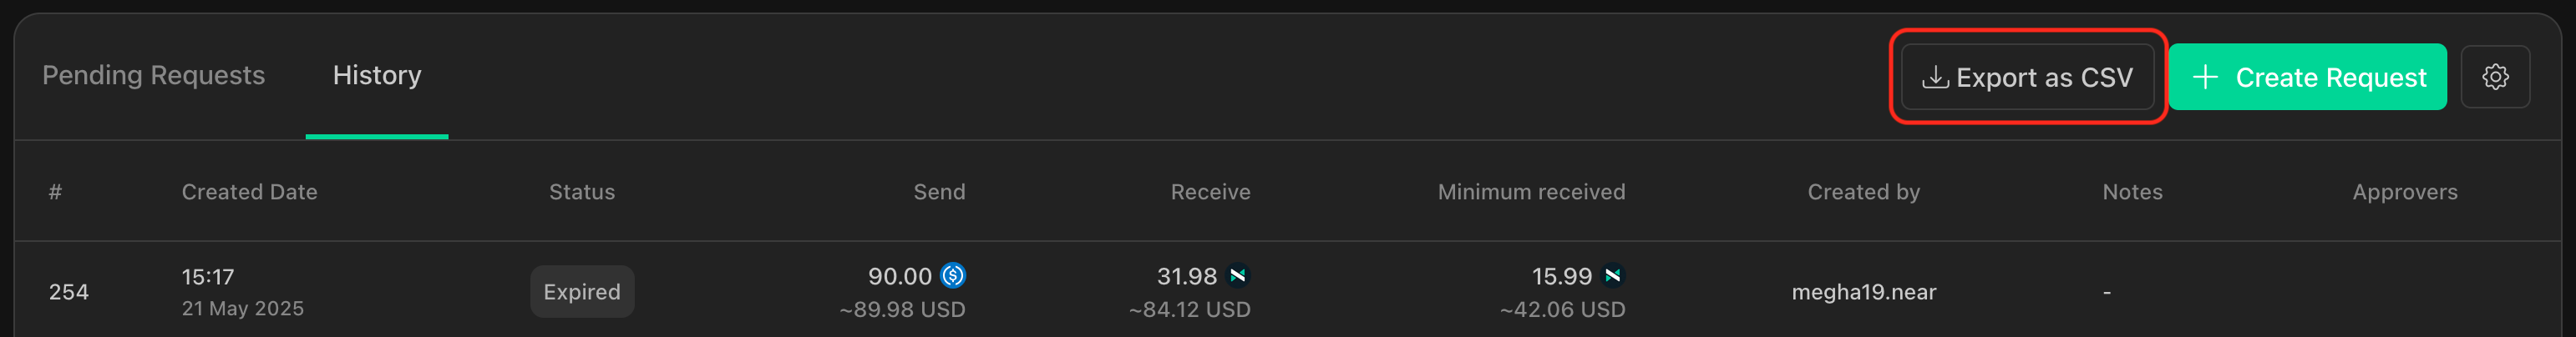 Pending Requests
History
Export as CSV
Create Request
# Created Date Status Send Receive Minimum received Created by Notes Approvers
254 15:17 Expired 90.00 31.98 15.99 megha19.near -
21 May 2025 ~89.98 USD ~84.12 USD ~42.06 USD